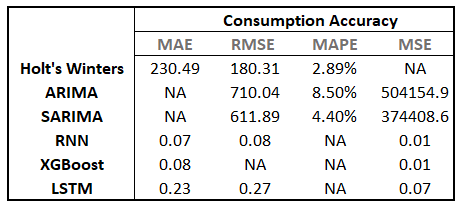 Consumption Accuracy
MAE RMSE MAPE MSE
Holt's Winters 230.49 180.31 2.89% NA
ARIMA NA 710.04 8.50% 504154.9
SARIMA NA 611.89 4.40% 374408.6
RNN 0.07 0.08 NA 0.01
XGBoost 0.08 NA NA 0.01
LSTM 0.23 0.27 NA 0.07